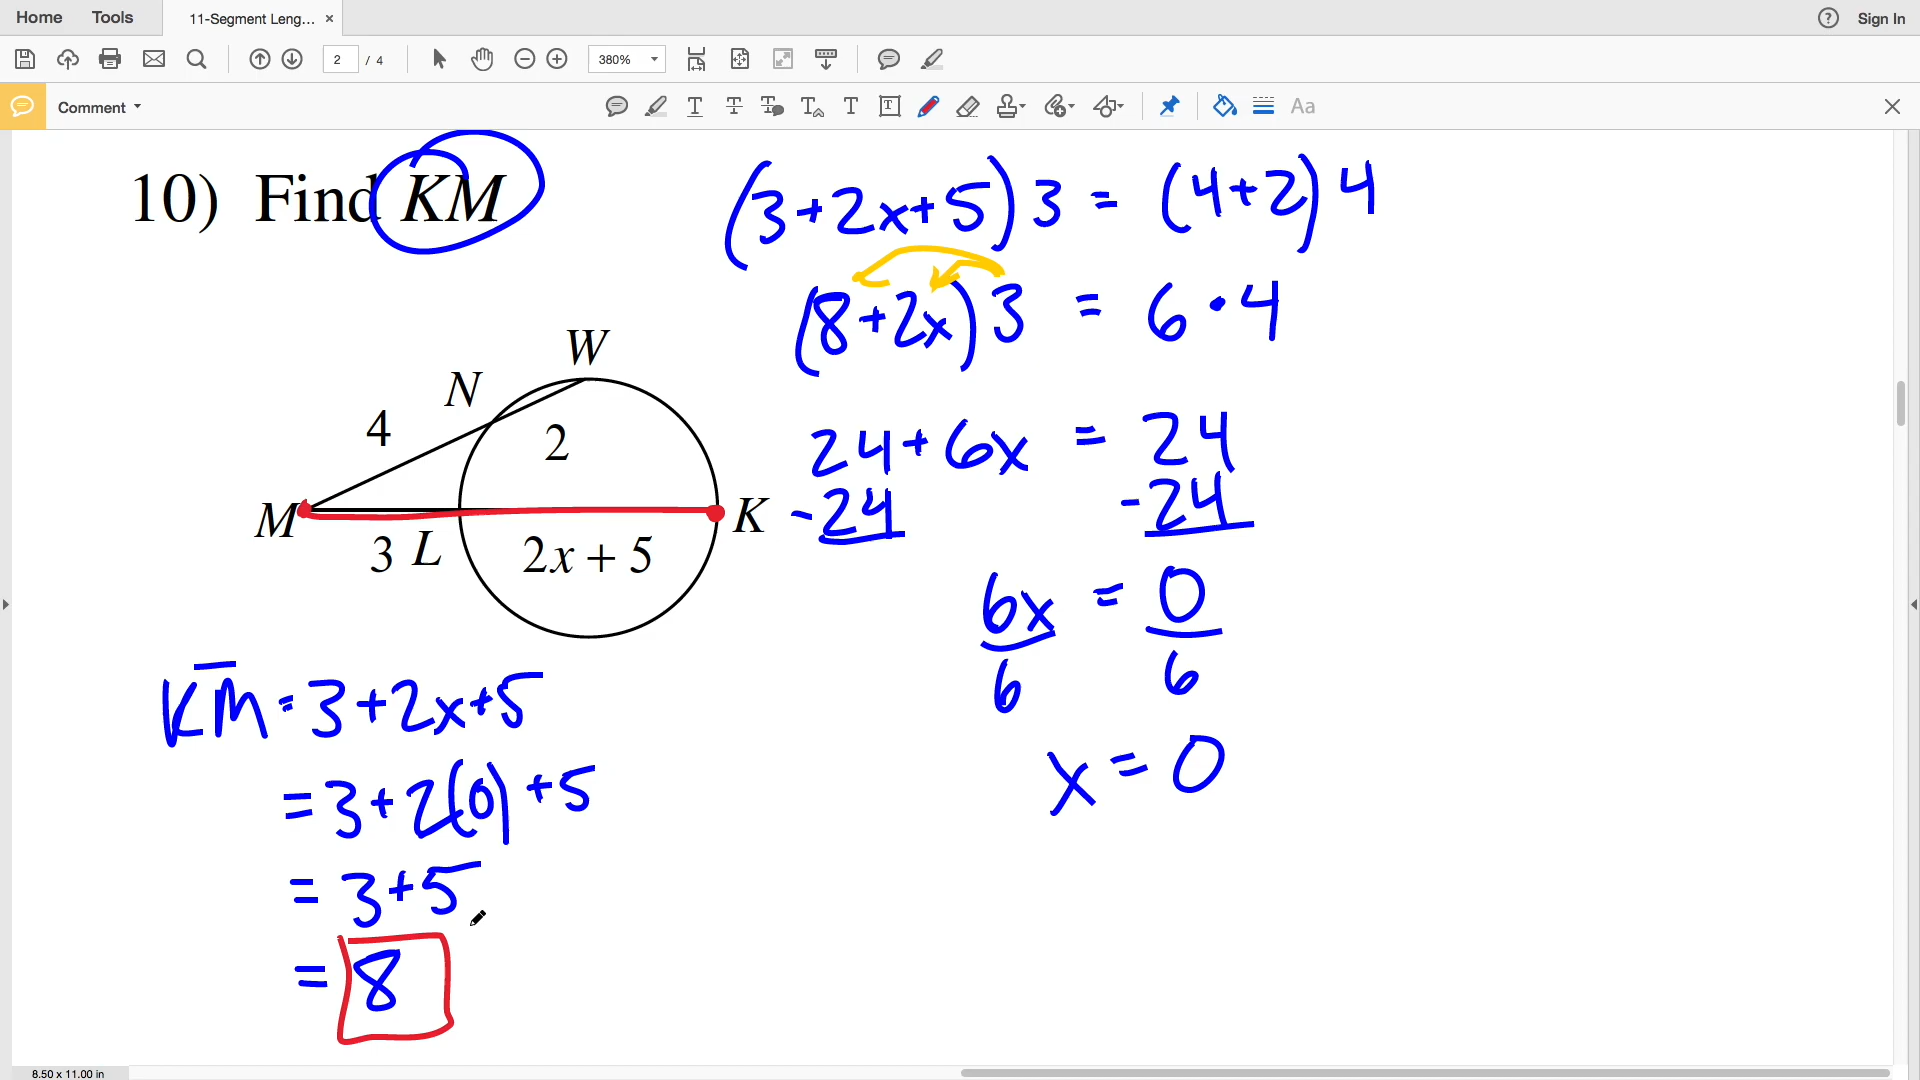 Home Tools 11-Segment Leng... × ? Sign In
2 / 4 380%
Comment T T T T T T Aa
10) Find KM
(3+2x+5)3 = (4+2)4
(8+2x)3 = 6·4
24+6x = 24
-24 -24
6x = 0
6 6
x = 0
W
N
4
2
M
K
3 L 2x + 5
KM = 3+2x+5
= 3+2(0)+5
= 3+5
= 8
8.50 x 11.00 in